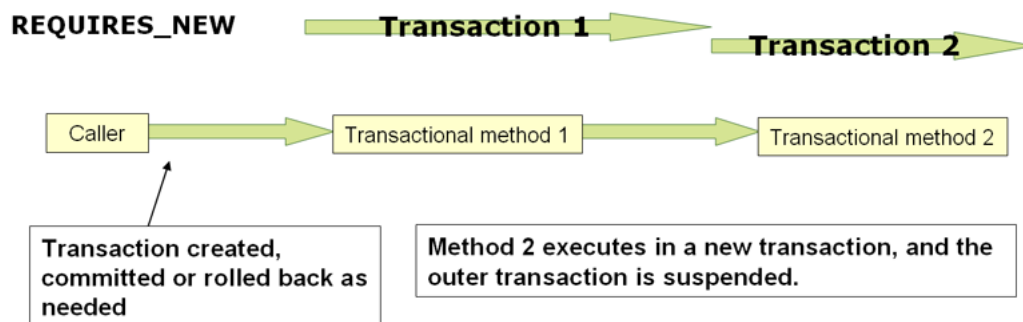 REQUIRES_NEW
Transaction 1
Transaction 2
Caller
Transactional method 1
Transactional method 2
Transaction created,
committed or rolled back as
needed
Method 2 executes in a new transaction, and the
outer transaction is suspended.